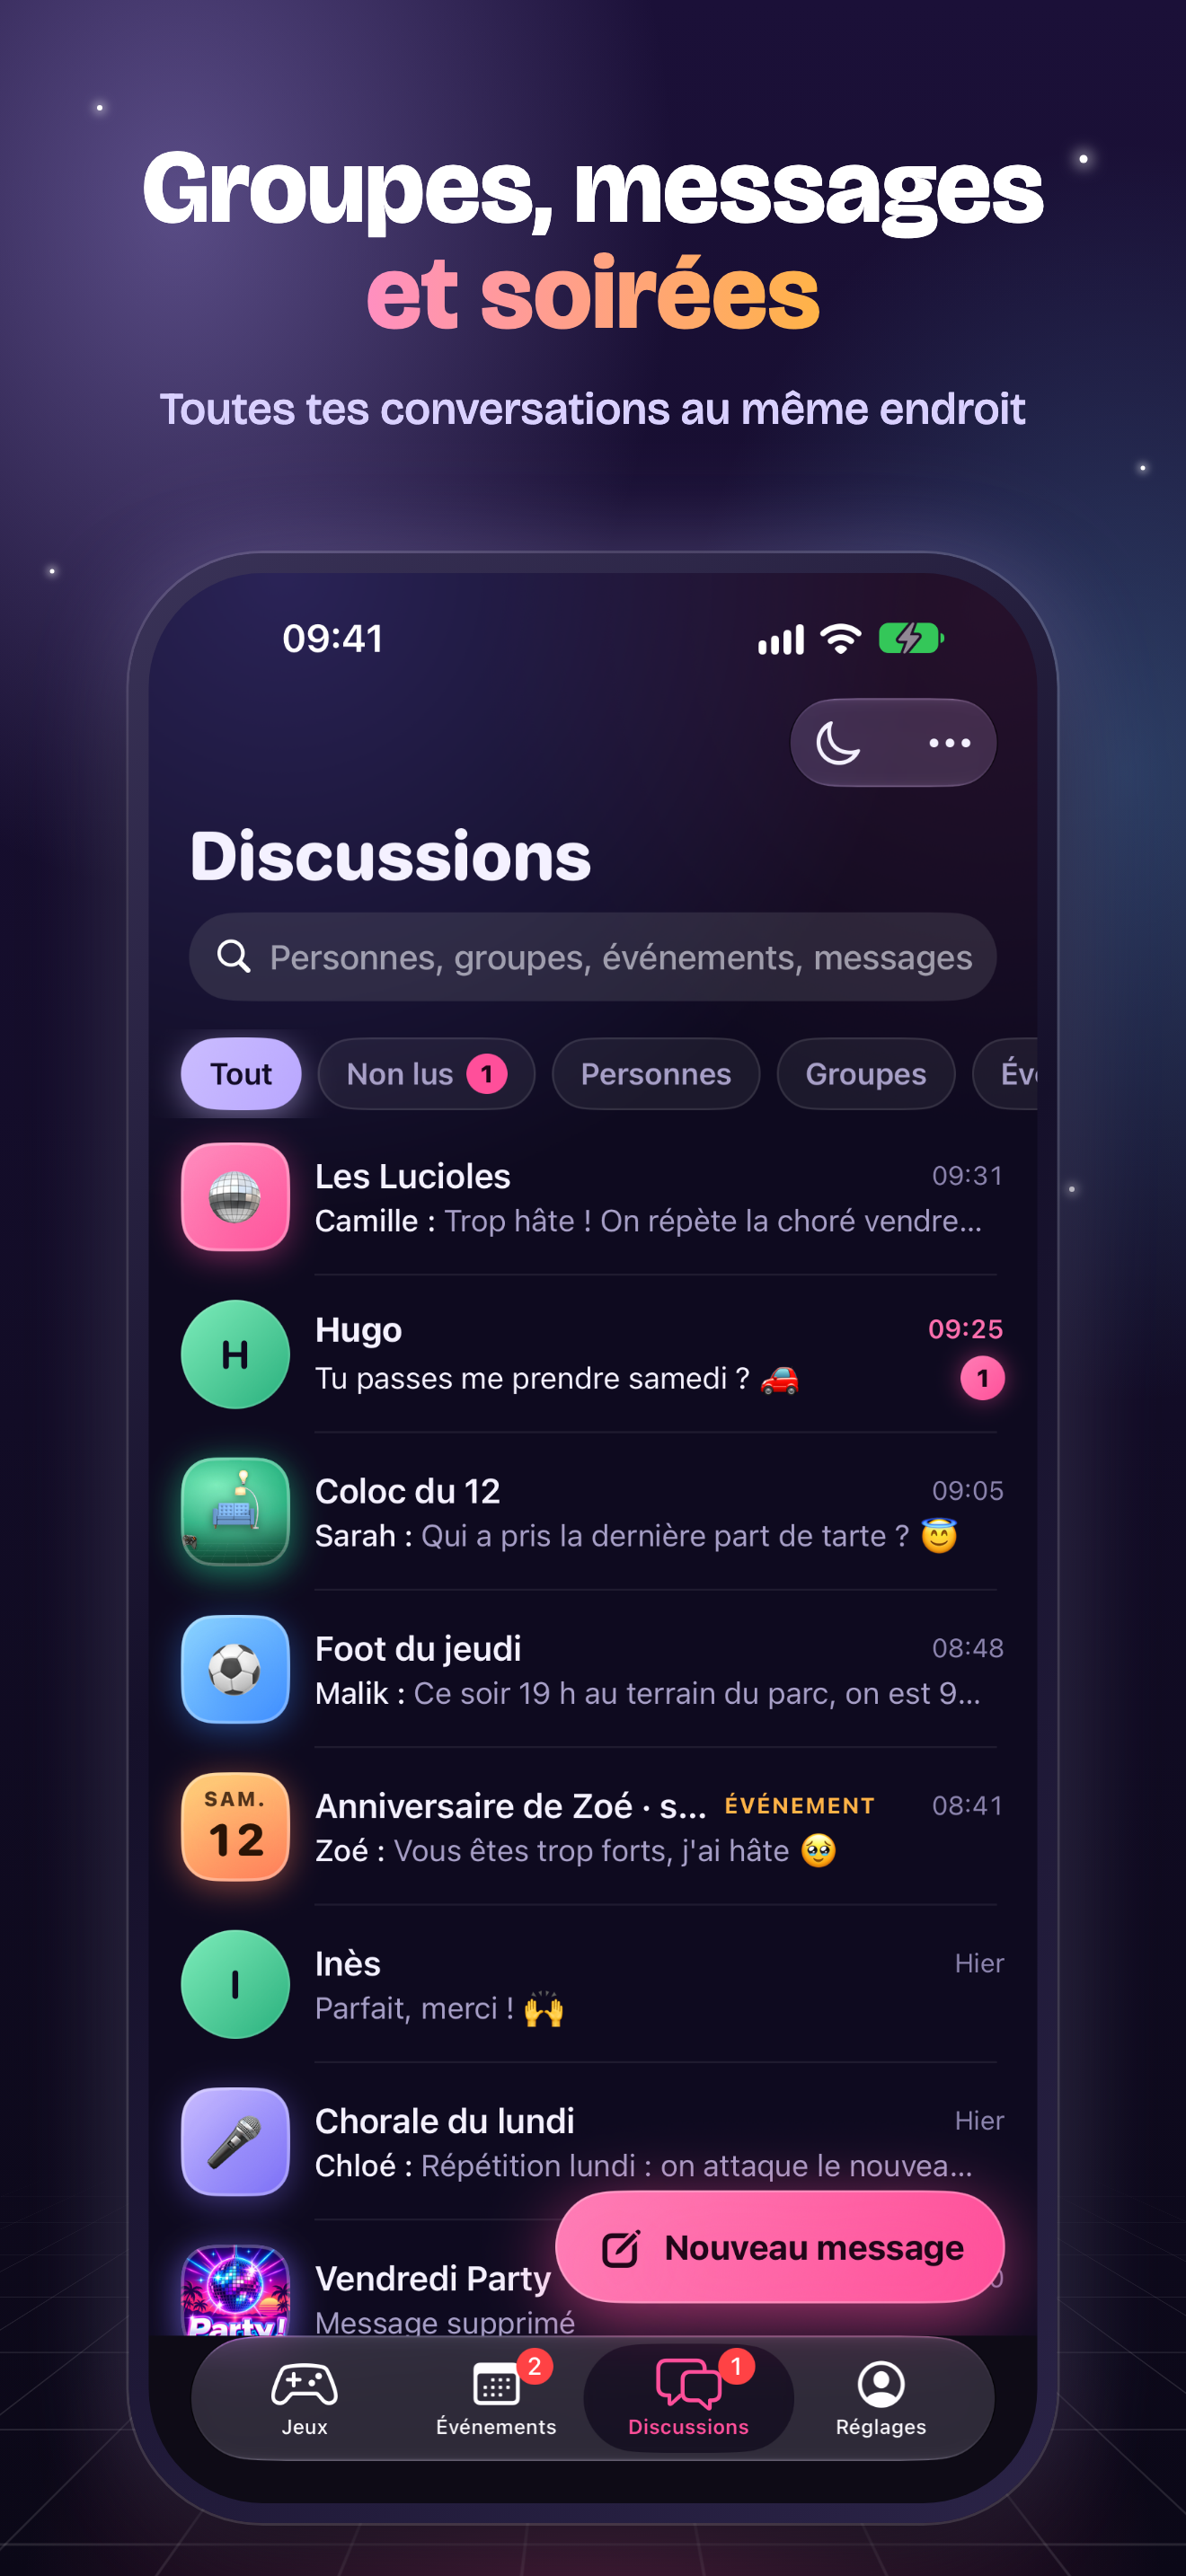 Groupes, messages
et soirées
Toutes tes conversations au même endroit
09:41
Discussions
Personnes, groupes, événements, messages
Tout
Non lus 1
Personnes
Groupes
Év
Les Lucioles 09:31
Camille : Trop hâte ! On répète la choré vendre...
H
Hugo 09:25
Tu passes me prendre samedi ? 🚗 1
Coloc du 12 09:05
Sarah : Qui a pris la dernière part de tarte ? 😇
Foot du jeudi 08:48
Malik : Ce soir 19 h au terrain du parc, on est 9...
SAM.
12
Anniversaire de Zoé · s... ÉVÉNEMENT 08:41
Zoé : Vous êtes trop forts, j'ai hâte 🥹
I
Inès Hier
Parfait, merci ! 🙌
Chorale du lundi Hier
Chloé : Répétition lundi : on attaque le nouvea...
Nouveau message
Party!
Vendredi Party
Message supprimé
2
1
Jeux
Événements
Discussions
Réglages